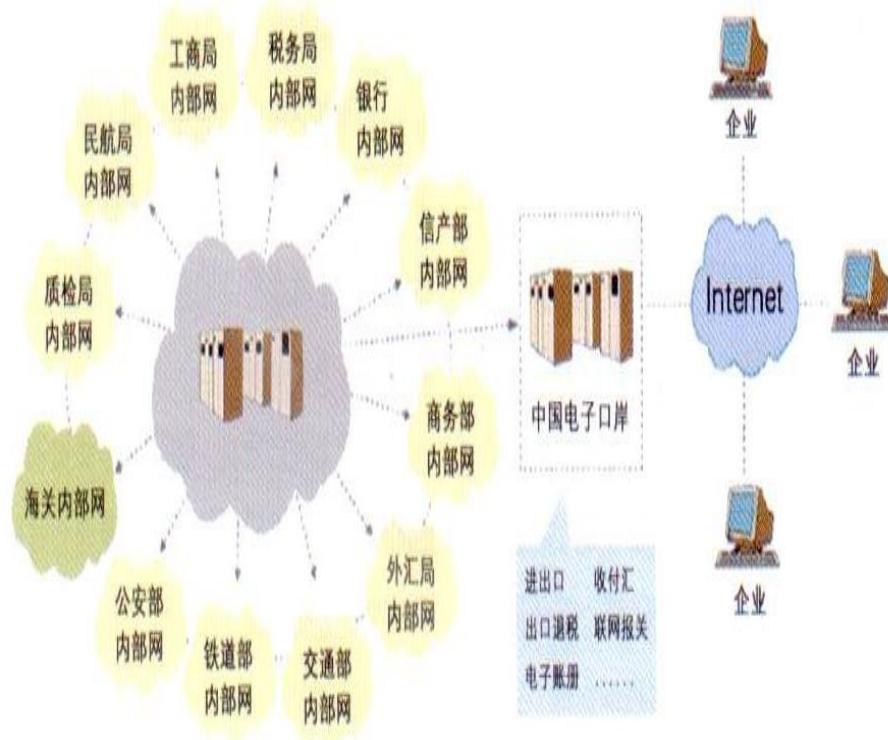 工商局
内部网
税务局
内部网
银行
内部网
民航局
内部网
信产部
内部网
质检局
内部网
商务部
内部网
海关内部网
外汇局
内部网
公安部
内部网
铁道部
内部网
交通部
内部网
中国电子口岸
进出口 收付汇
出口退税 联网报关
电子账册 ……
Internet
企业
企业
企业